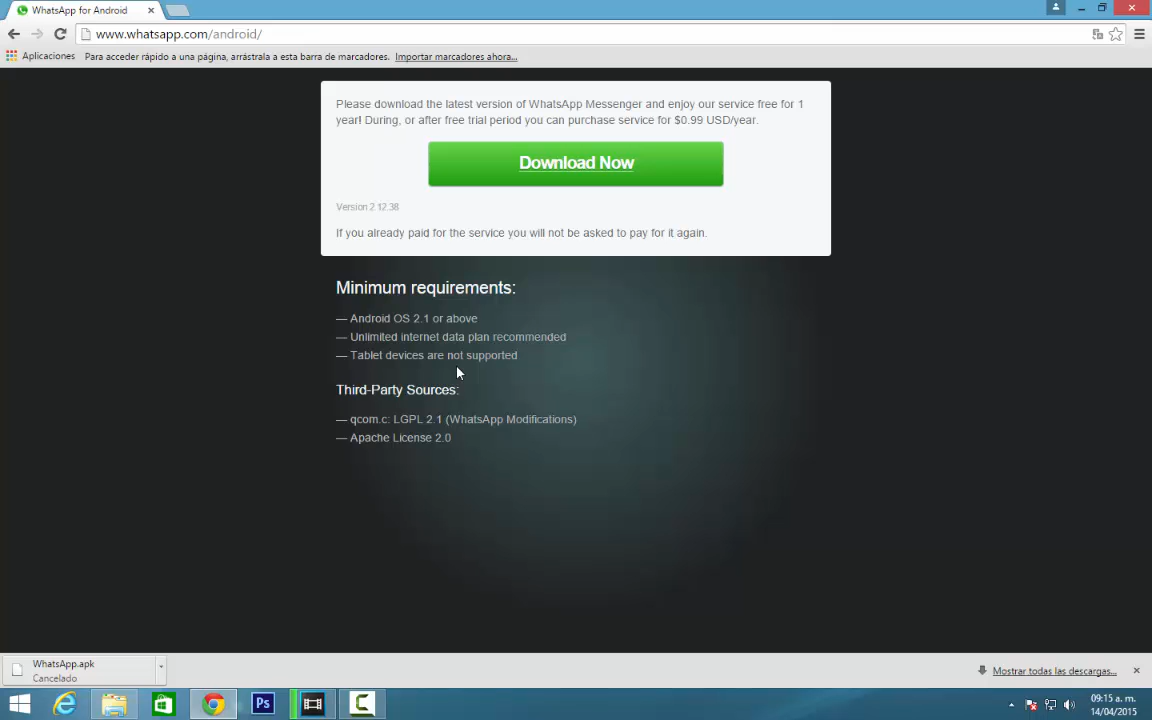 WhatsApp for Android
www.whatsapp.com/android/
Aplicaciones Para acceder rápido a una página, arrástrala a esta barra de marcadores. Importar marcadores ahora...
Please download the latest version of WhatsApp Messenger and enjoy our service free for 1
year! During, or after free trial period you can purchase service for $0.99 USD/year.
Download Now
Version 2 12.38
If you already paid for the service you will not be asked to pay for it again.
Minimum requirements:
— Android OS 2.1 or above
— Unlimited internet data plan recommended
— Tablet devices are not supported
Third-Party Sources:
— qcom.c: LGPL 2.1 (WhatsApp Modifications)
— Apache License 2.0
WhatsApp.apk
Cancelado
Mostrar todas las descargas...
Ps
09:15 a. m.
14/04/2015